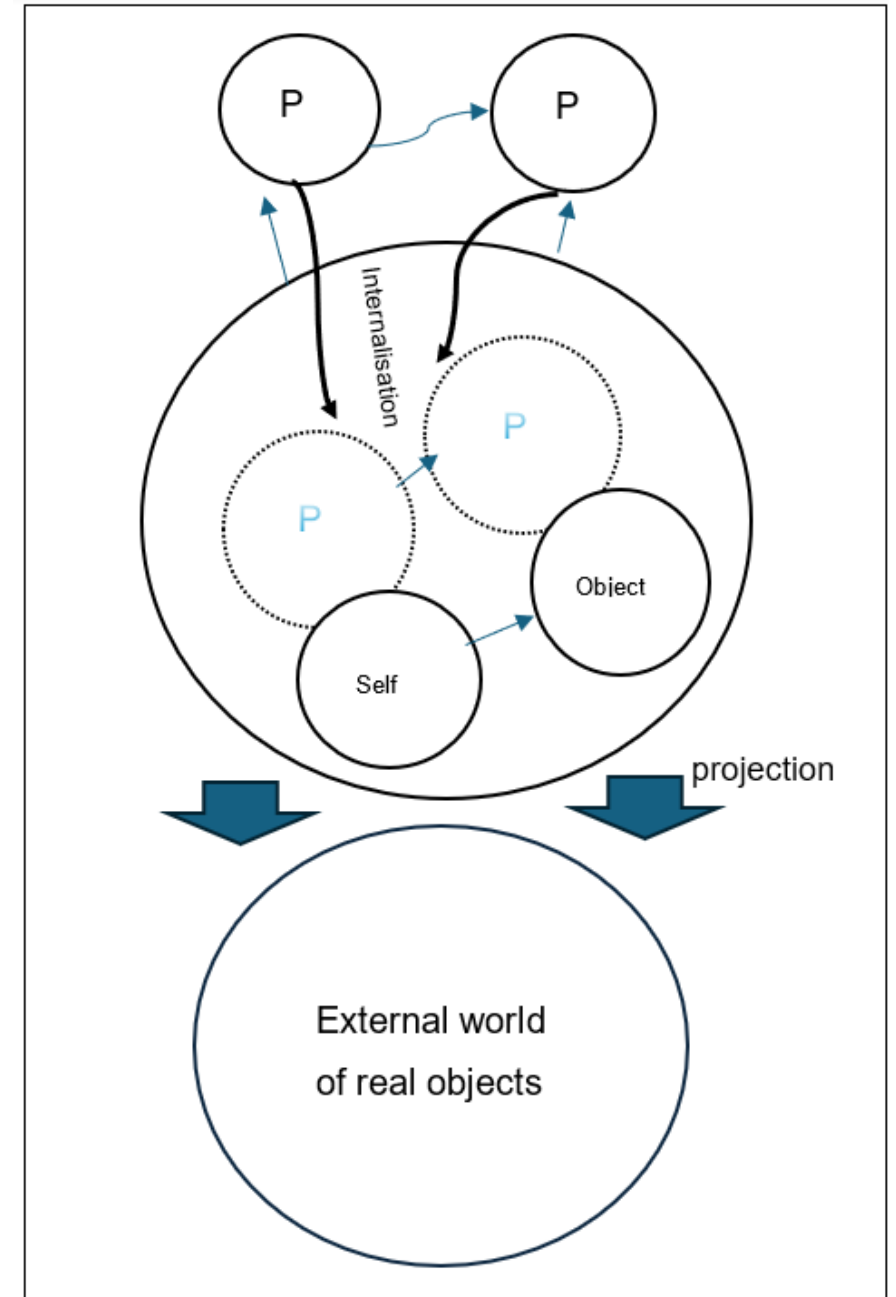 P
P
Internalisation
P
P
Object
Self
projection
External world
of real objects